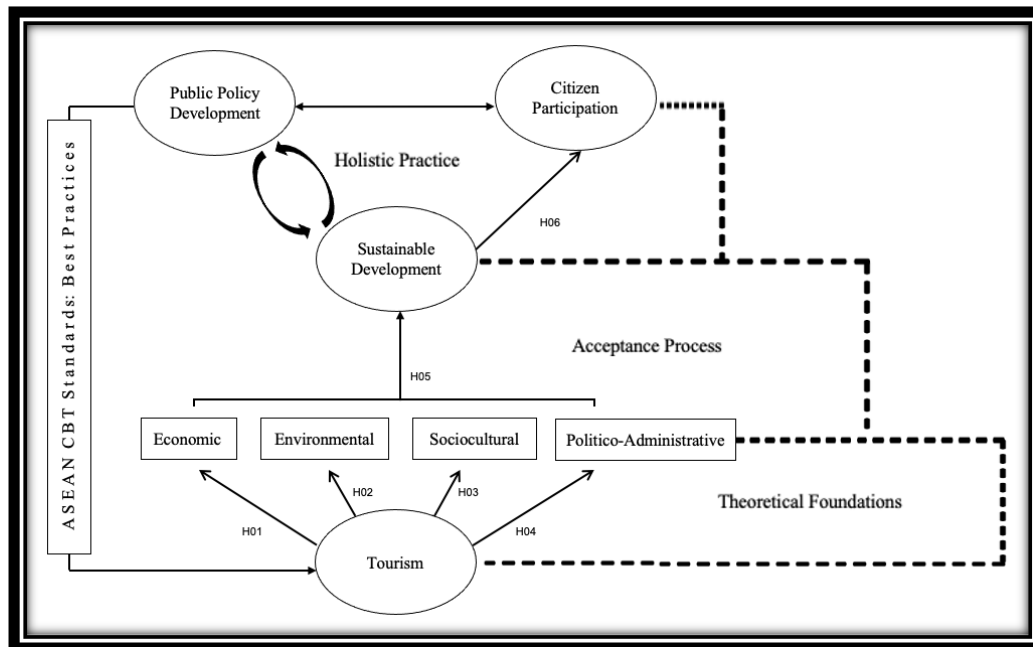 Public Policy
Development
Citizen
Participation
Holistic Practice
H06
Sustainable
Development
ASEAN CBT Standards: Best Practices
Acceptance Process
H05
Economic
Environmental
Sociocultural
Politico-Administrative
H01
H02
H03
H04
Theoretical Foundations
Tourism